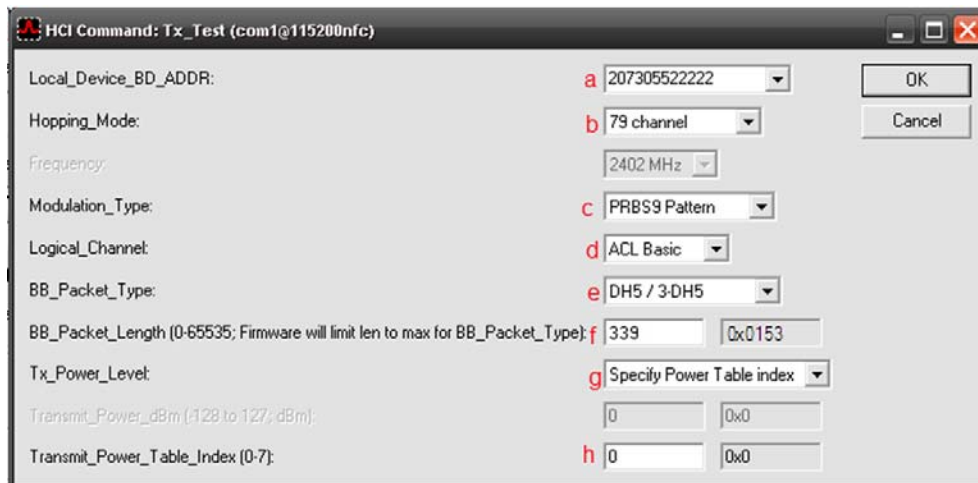 HCI Command: Tx_Test (com1@115200nfc)
Local_Device_BD_ADDR: a 207305522222 OK
Hopping_Mode: b 79 channel Cancel
Frequency: 2402 MHz
Modulation_Type: c PRBS9 Pattern
Logical_Channel: d ACL Basic
BB_Packet_Type: e DH5 / 3-DH5
BB_Packet_Length (0-65535; Firmware will limit len to max for BB_Packet_Type): f 339 0x0153
Tx_Power_Level: g Specify Power Table index
Transmit_Power_dBm (-128 to 127; dBm): 0 0x0
Transmit_Power_Table_Index (0-7): h 0 0x0